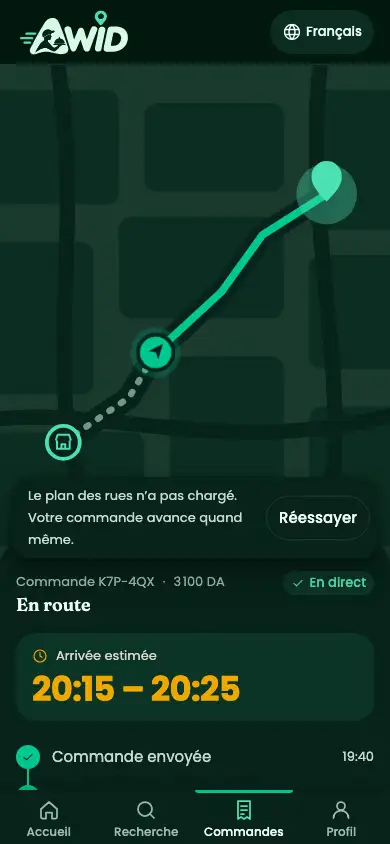 AWID
Français
Le plan des rues n’a pas chargé.
Votre commande avance quand
même.
Réessayer
Commande K7P-4QX · 3100 DA
En direct
En route
Arrivée estimée
20:15 – 20:25
Commande envoyée
19:40
Accueil
Recherche
Commandes
Profil